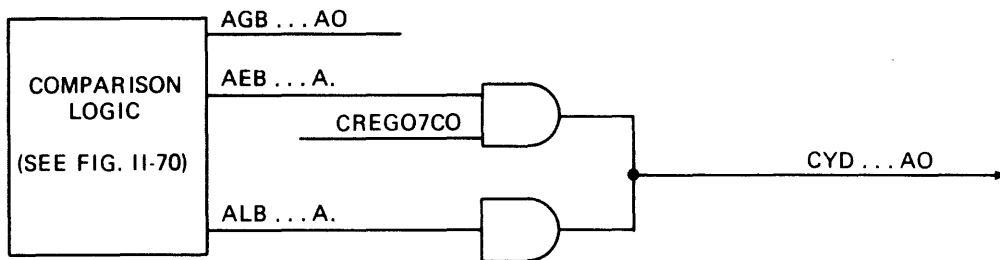 AGB ... AO
AEB ... A.
COMPARISON
LOGIC
CREGO7CO
(SEE FIG. II-70)
CYD ... AO
ALB ... A.